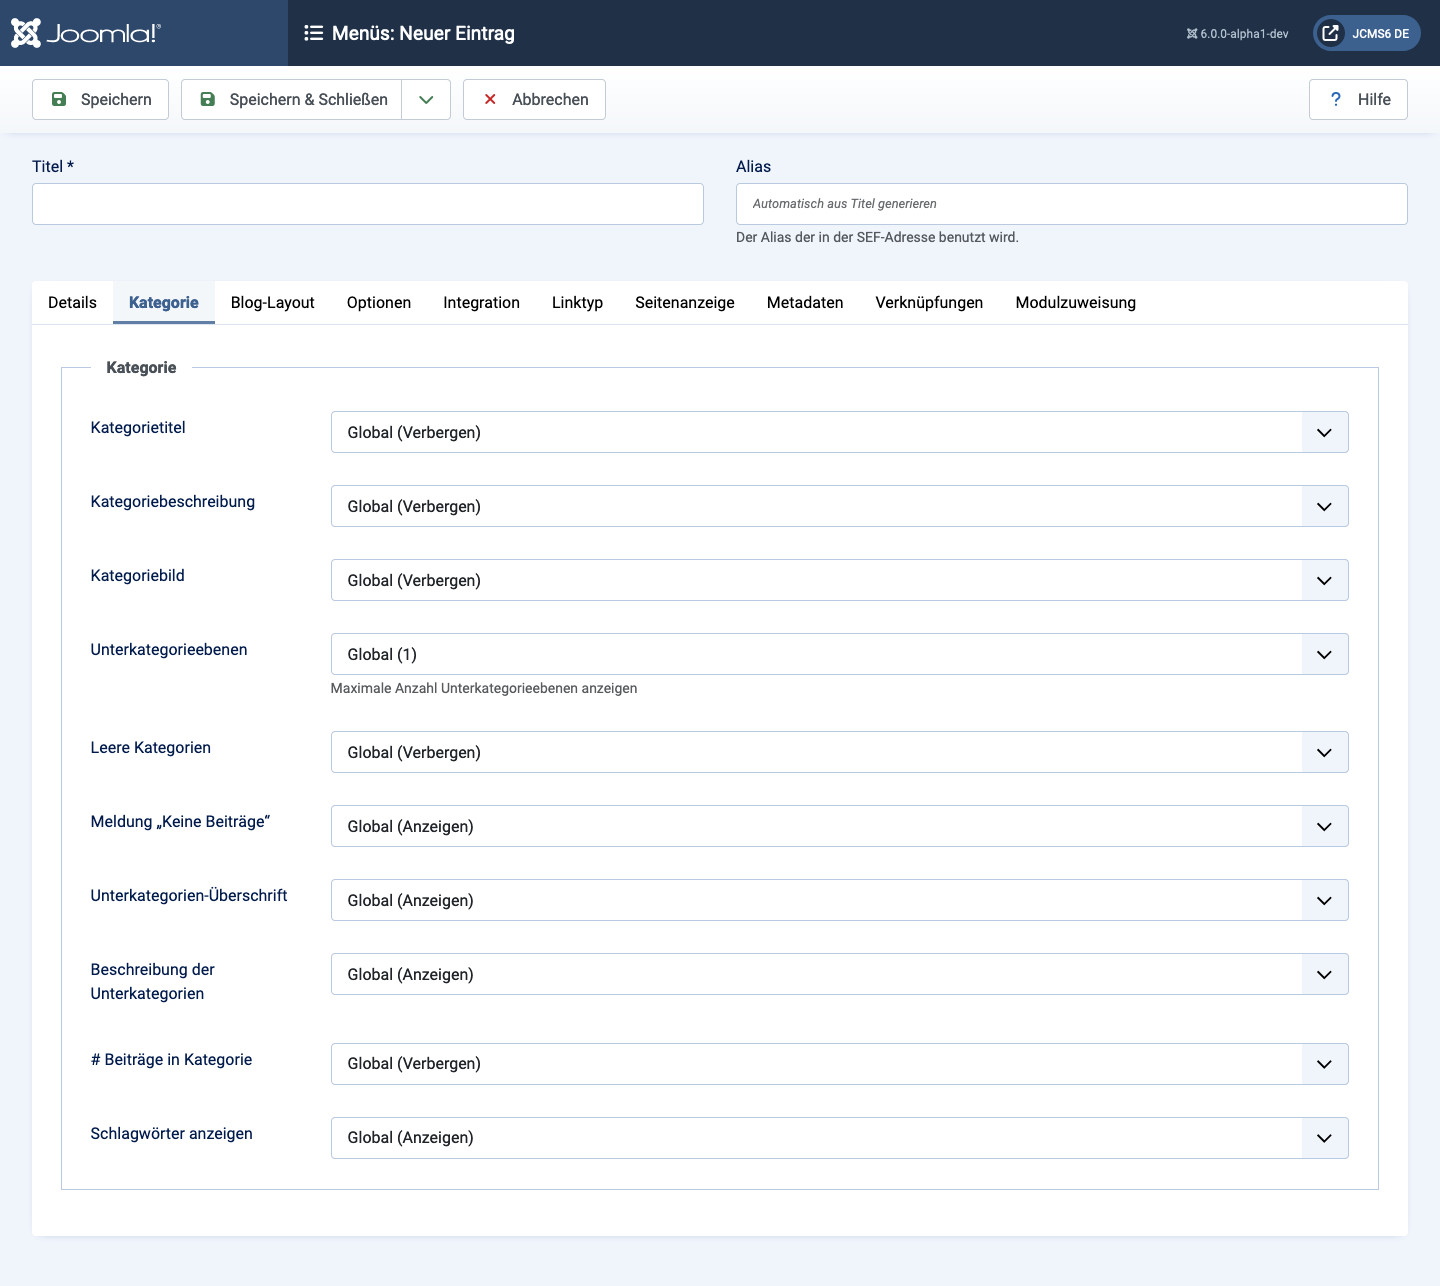 Joomla!®
Menüs: Neuer Eintrag
6.0.0-alpha1-dev
JCMS6 DE
Speichern
Speichern & Schließen
Abbrechen
? Hilfe
Titel *
Alias
Automatisch aus Titel generieren
Der Alias der in der SEF-Adresse benutzt wird.
Details
Kategorie
Blog-Layout
Optionen
Integration
Linktyp
Seitenanzeige
Metadaten
Verknüpfungen
Modulzuweisung
Kategorie
Kategorietitel
Global (Verbergen)
Kategoriebeschreibung
Global (Verbergen)
Kategoriebild
Global (Verbergen)
Unterkategorieebenen
Global (1)
Maximale Anzahl Unterkategorieebenen anzeigen
Leere Kategorien
Global (Verbergen)
Meldung „Keine Beiträge“
Global (Anzeigen)
Unterkategorien-Überschrift
Global (Anzeigen)
Beschreibung der
Unterkategorien
Global (Anzeigen)
# Beiträge in Kategorie
Global (Verbergen)
Schlagwörter anzeigen
Global (Anzeigen)